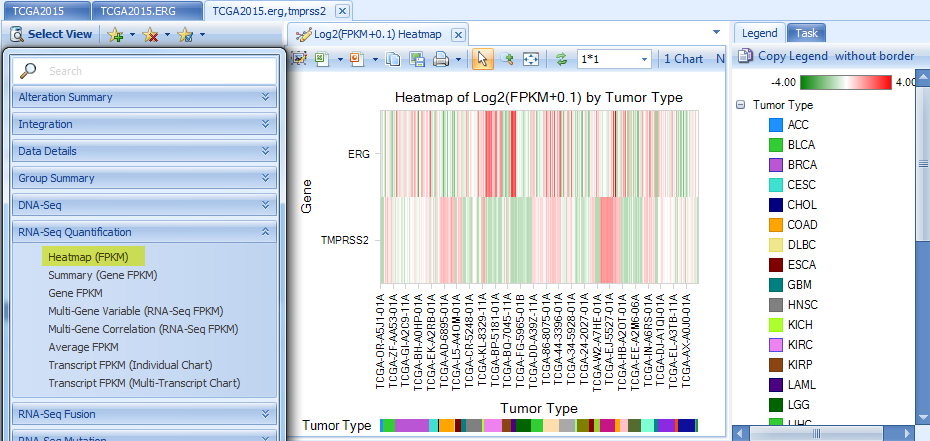 TCGA2015
TCGA2015.ERG
TCGA2015.erg,tmprss2
Select View
Search
Alteration Summary
Integration
Data Details
Group Summary
DNA-Seq
RNA-Seq Quantification
Heatmap (FPKM)
Summary (Gene FPKM)
Gene FPKM
Multi-Gene Variable (RNA-Seq FPKM)
Multi-Gene Correlation (RNA-Seq FPKM)
Average FPKM
Transcript FPKM (Individual Chart)
Transcript FPKM (Multi-Transcript Chart)
RNA-Seq Fusion
RNA-Seq Mutation
Log2(FPKM+0.1) Heatmap
1*1
1 Chart
N
Heatmap of Log2(FPKM+0.1) by Tumor Type
Gene
ERG
TMPRSS2
TCGA-OR-A5J1-01A
TCGA-ZF-AA53-01A
TCGA-GI-A2C9-11A
TCGA-BH-A0HP-01A
TCGA-EK-A2RB-01A
TCGA-AD-6895-01A
TCGA-L5-A4OM-01A
TCGA-CR-5248-01A
TCGA-KL-8329-11A
TCGA-BP-5181-01A
TCGA-BQ-7045-11A
TCGA-FG-5965-01B
TCGA-DD-A39Z-11A
TCGA-86-8075-01A
TCGA-44-3396-01A
TCGA-34-5928-01A
TCGA-24-2027-01A
TCGA-W2-A7HE-01A
TCGA-EJ-5527-01A
TCGA-HB-A2OT-01A
TCGA-EE-A2M6-06A
TCGA-IN-A6RS-01A
TCGA-DJ-A1QU-01A
TCGA-EL-A3TB-11A
TCGA-AX-A0J0-01A
Tumor Type
Tumor Type
Legend
Task
Copy Legend without border
-4.00
4.00
Tumor Type
ACC
BLCA
BRCA
CESC
CHOL
COAD
DLBC
ESCA
GBM
HNSC
KICH
KIRC
KIRP
LAML
LGG
LIHC